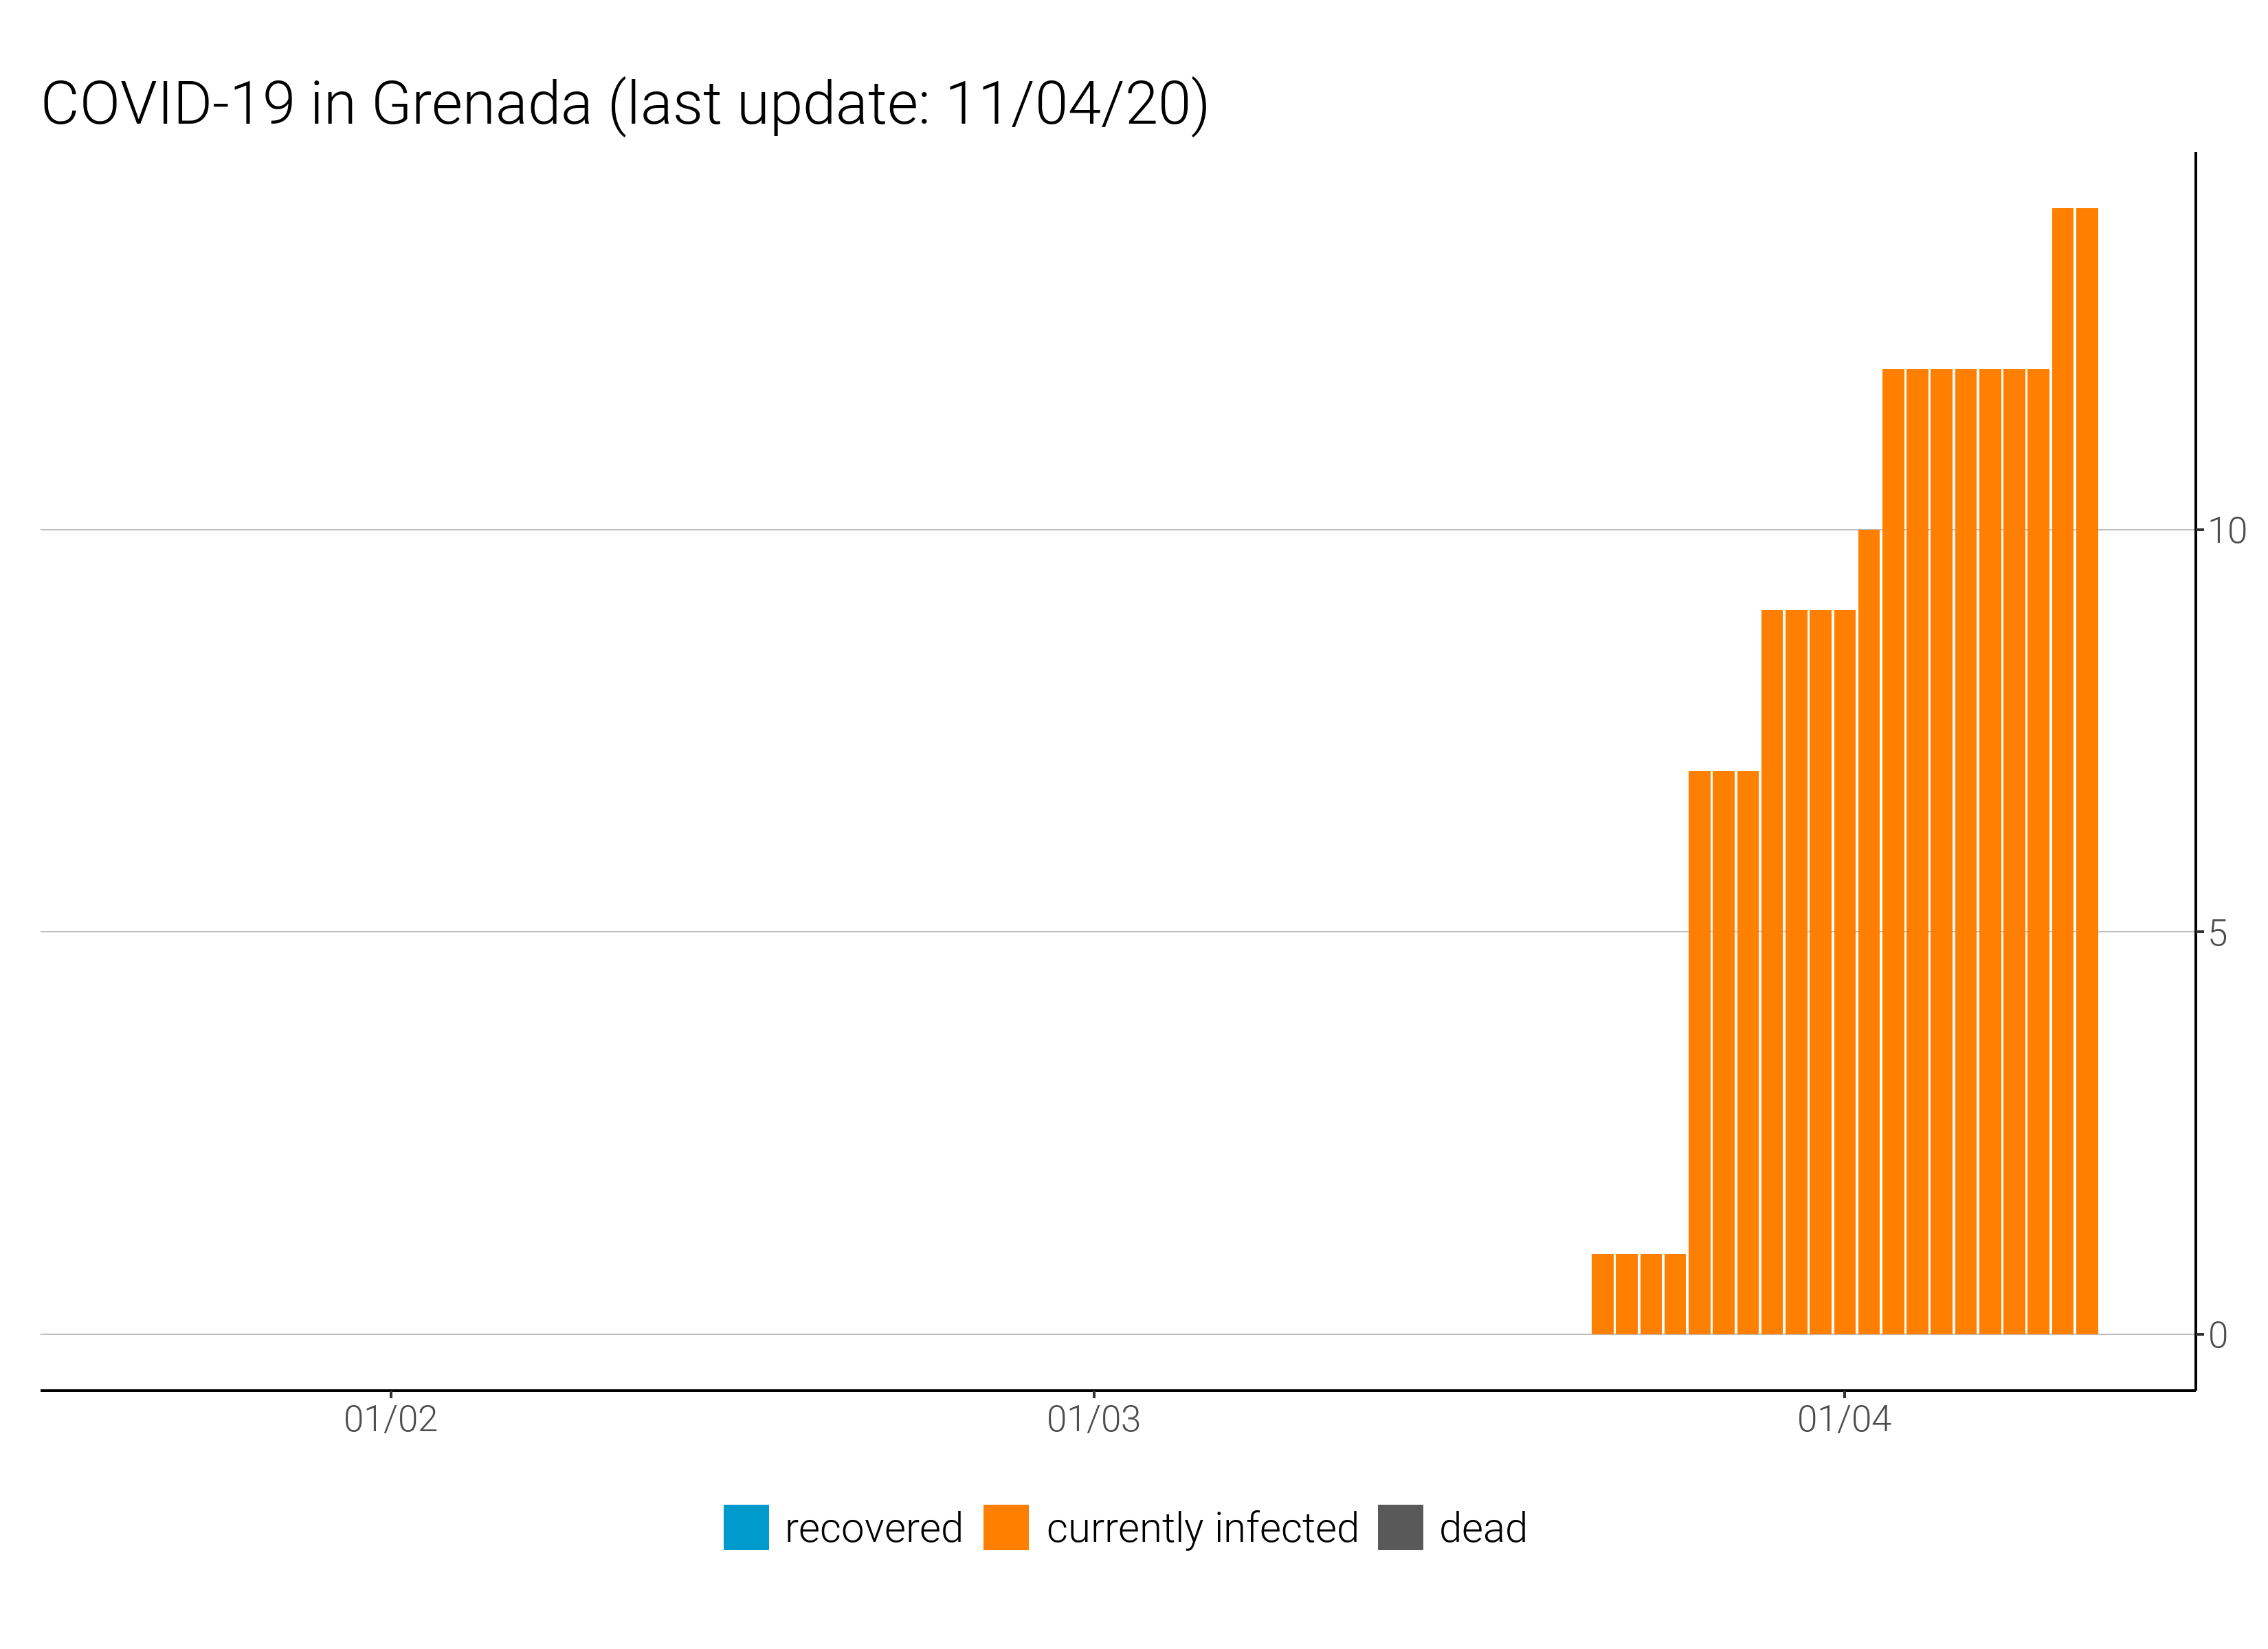 COVID-19 in Grenada (last update: 11/04/20)
10
5
0
01/02 01/03 01/04
recovered currently infected dead